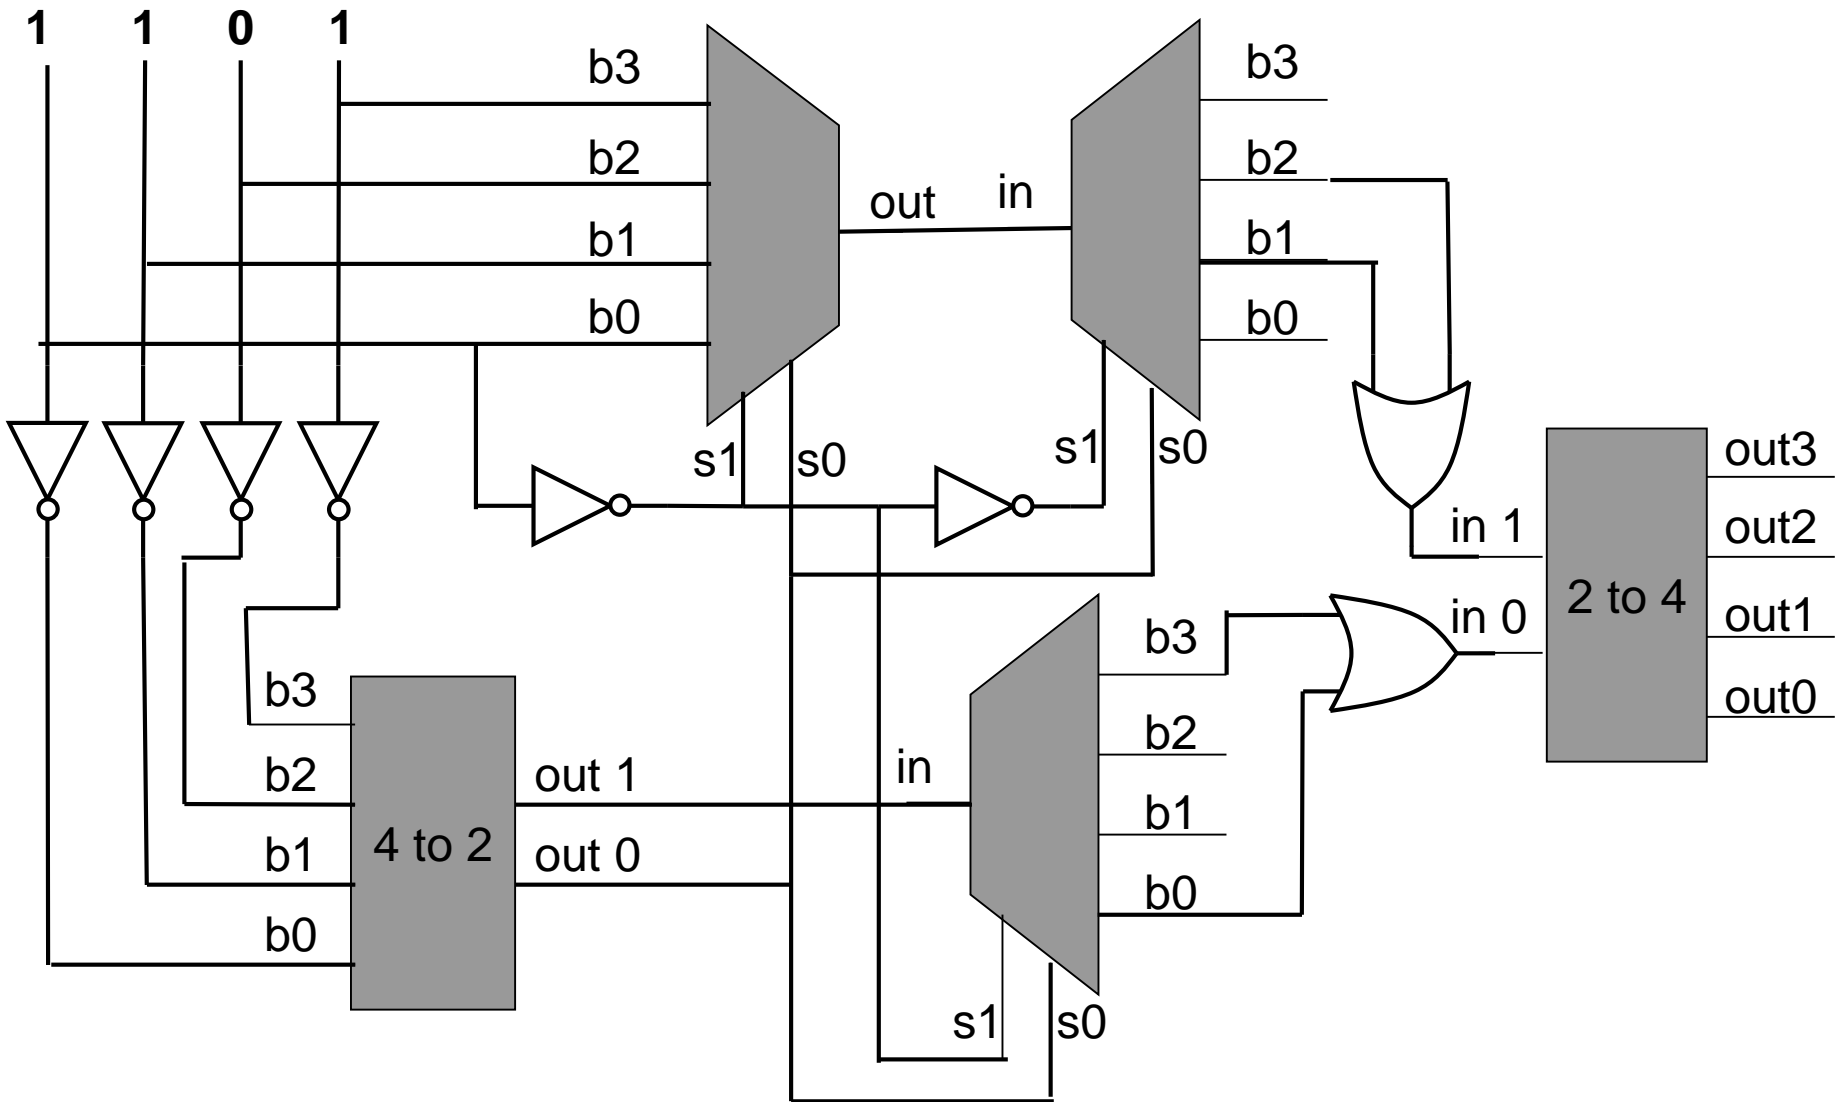 1 1 0 1
b3
b2
b1
b0
out
in
b3
b2
b1
b0
s1
s0
s1
s0
in 1
in 0
2 to 4
out3
out2
out1
out0
b3
b2
b1
b0
4 to 2
out 1
out 0
in
b3
b2
b1
b0
s1
s0